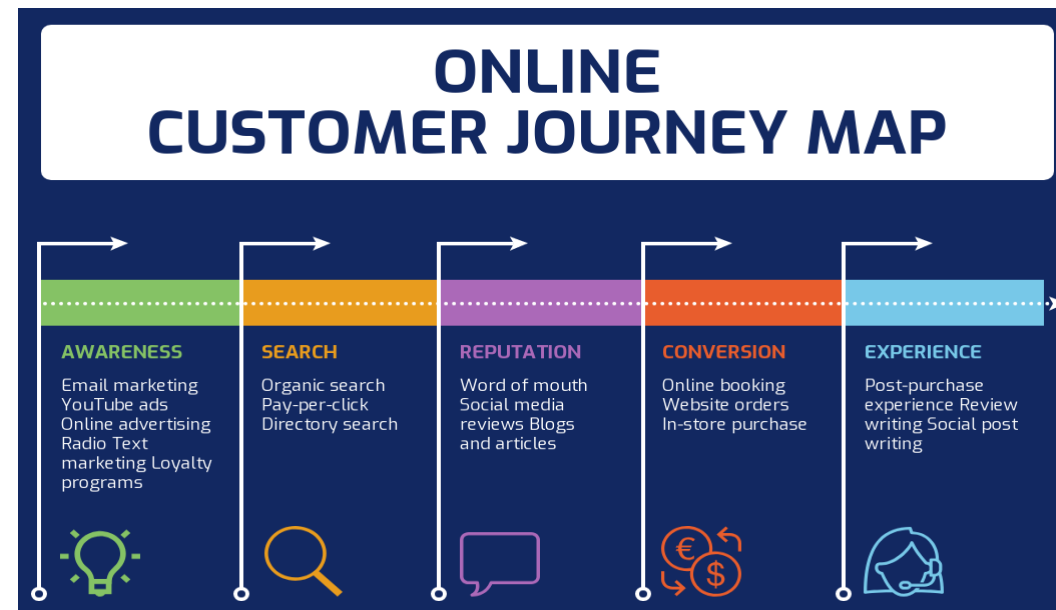 ONLINE
CUSTOMER JOURNEY MAP
AWARENESS
Email marketing
YouTube ads
Online advertising
Radio Text
marketing Loyalty
programs
SEARCH
Organic search
Pay-per-click
Directory search
REPUTATION
Word of mouth
Social media
reviews Blogs
and articles
CONVERSION
Online booking
Website orders
In-store purchase
EXPERIENCE
Post-purchase
experience Review
writing Social post
writing
€
$